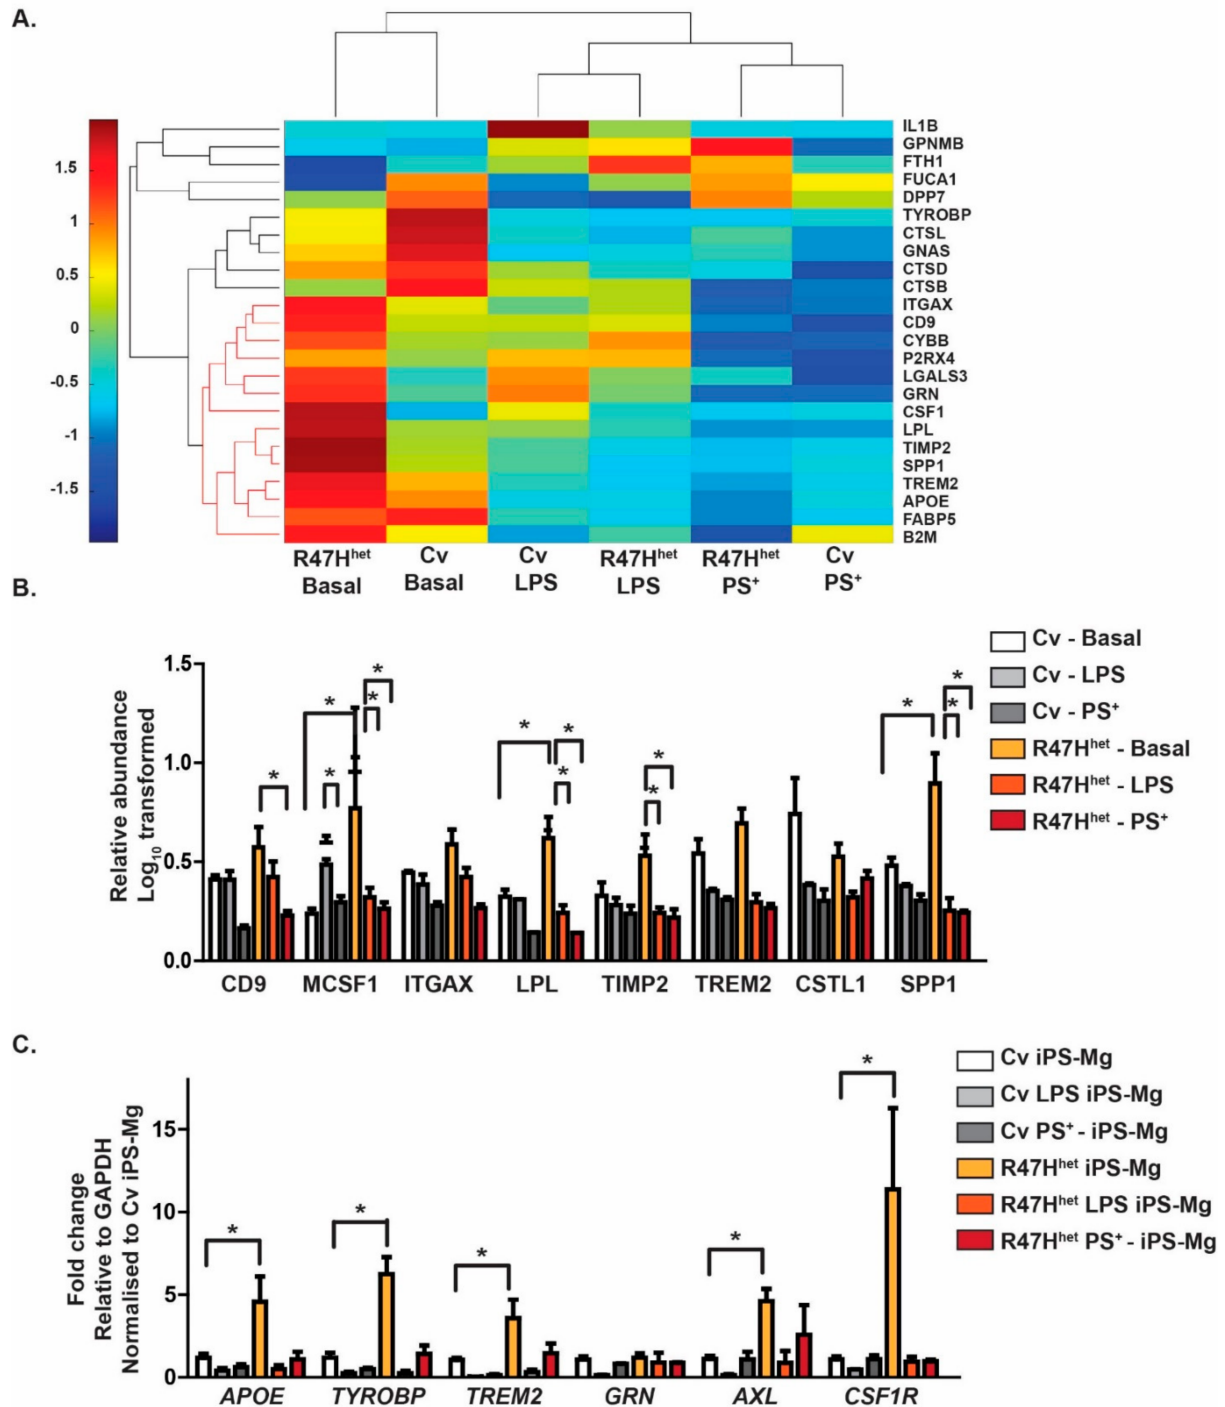 A.
1.5
1
0.5
0
-0.5
-1
-1.5
IL1B
GPNMB
FTH1
FUCA1
DPP7
TYROBP
CTSL
GNAS
CTSD
CTSB
ITGAX
CD9
CYBB
P2RX4
LGALS3
GRN
CSF1
LPL
TIMP2
SPP1
TREM2
APOE
FABP5
B2M
R47Hhet Cv Cv R47Hhet R47Hhet Cv
Basal Basal LPS LPS PS+ PS+
B.
Relative abundance
Log10 transformed
1.5
1.0
0.5
0.0
* * * * * * * * * * * * *
CD9 MCSF1 ITGAX LPL TIMP2 TREM2 CSTL1 SPP1
Cv - Basal
Cv - LPS
Cv - PS+
R47Hhet - Basal
R47Hhet - LPS
R47Hhet - PS+
C.
Fold change
Relative to GAPDH
Normalised to Cv iPS-Mg
15
10
5
0
* * * * *
APOE TYROBP TREM2 GRN AXL CSF1R
Cv iPS-Mg
Cv LPS iPS-Mg
Cv PS+ - iPS-Mg
R47Hhet iPS-Mg
R47Hhet LPS iPS-Mg
R47Hhet PS+ - iPS-Mg